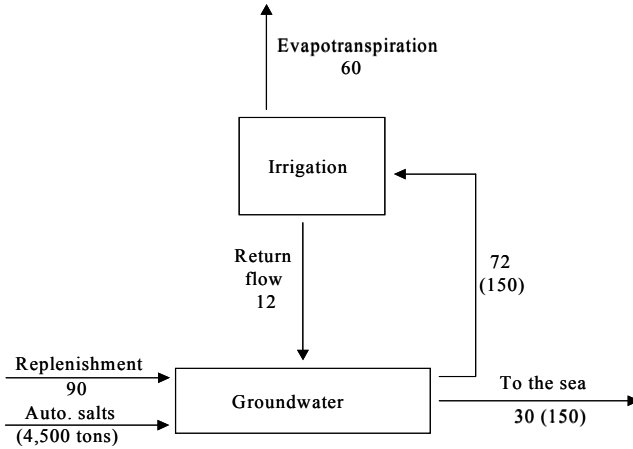 Evapotranspiration
60
Irrigation
Return
flow
12
72
(150)
Replenishment
90
Auto. salts
(4,500 tons)
Groundwater
To the sea
30 (150)